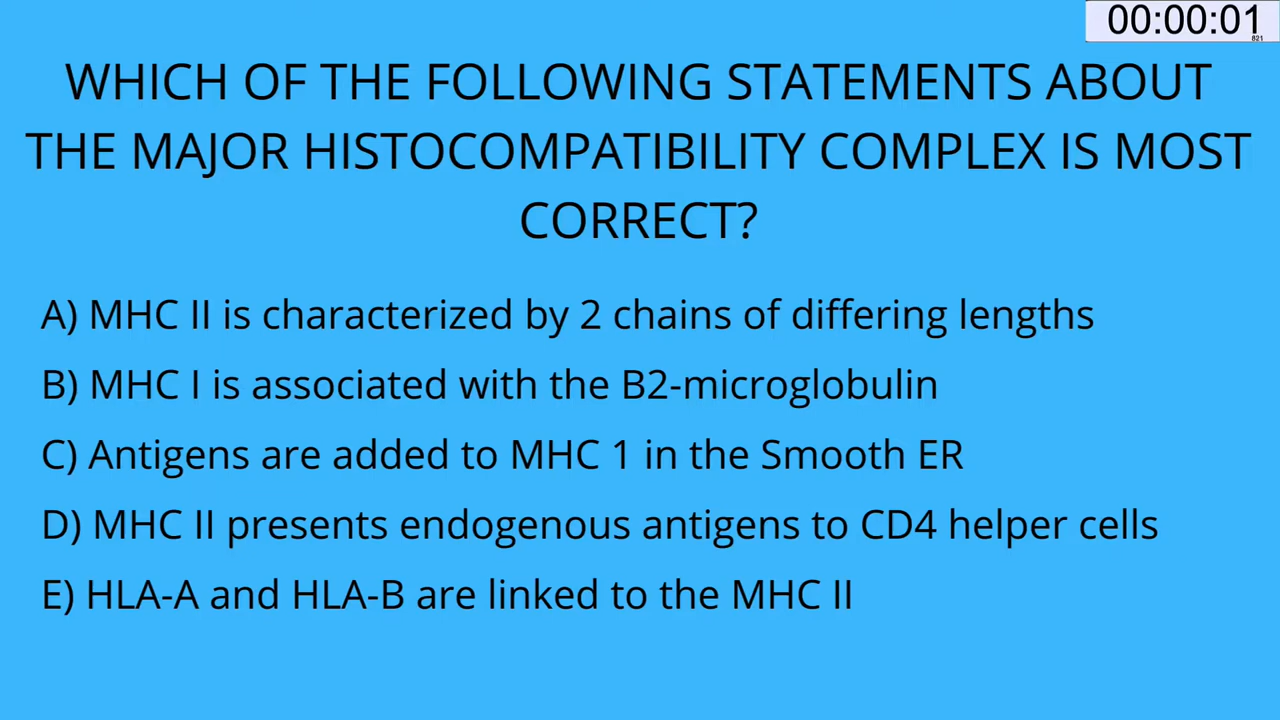 00:00:01
821
WHICH OF THE FOLLOWING STATEMENTS ABOUT
THE MAJOR HISTOCOMPATIBILITY COMPLEX IS MOST
CORRECT?
A) MHC II is characterized by 2 chains of differing lengths
B) MHC I is associated with the B2-microglobulin
C) Antigens are added to MHC 1 in the Smooth ER
D) MHC II presents endogenous antigens to CD4 helper cells
E) HLA-A and HLA-B are linked to the MHC II